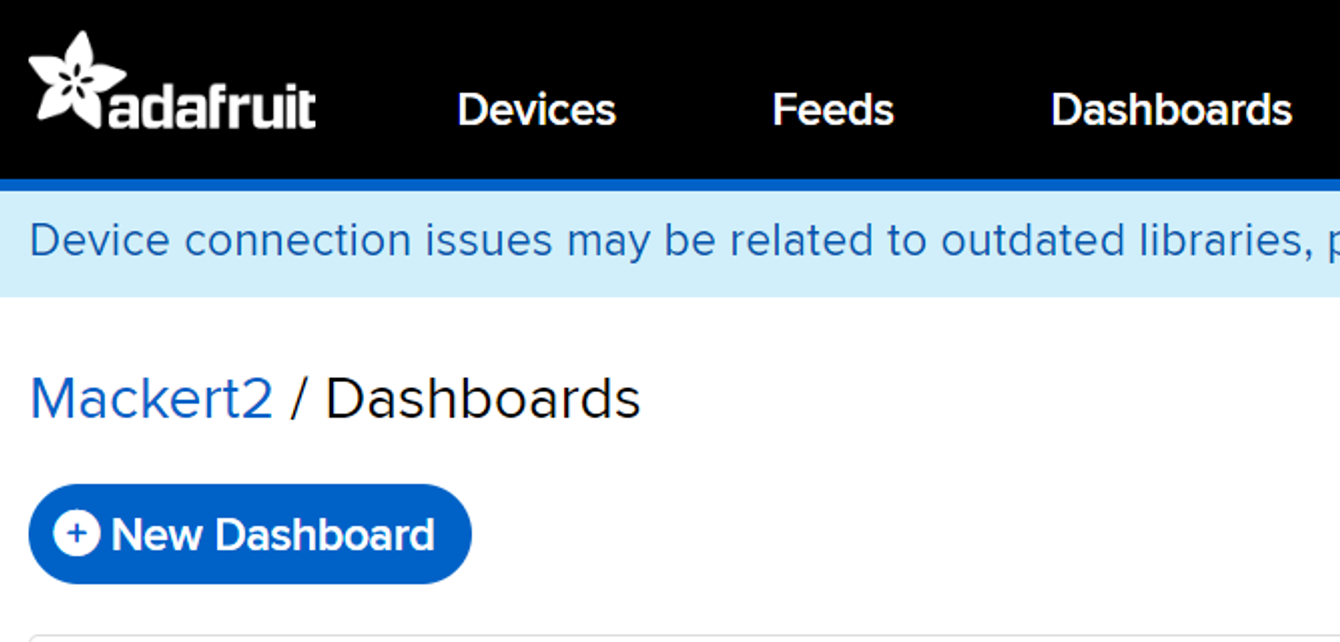 adafruit Devices Feeds Dashboards
Device connection issues may be related to outdated libraries,
Mackert2 / Dashboards
New Dashboard